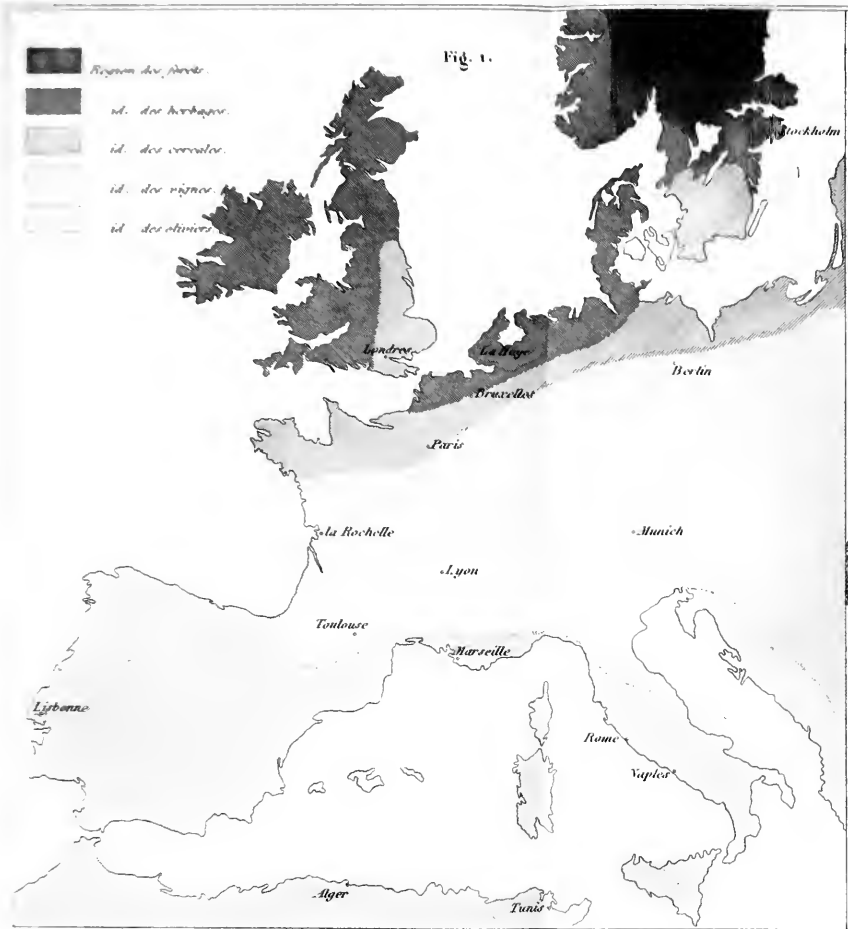 Fig. 1.
Région des forêts.
id. des herbages.
id. des céréales.
id. des vignes.
id. des oliviers.
Stockholm
Londres
La Haye
Bruxelles
Berlin
Paris
la Rochelle
Munich
Lyon
Toulouse
Marseille
Lisbonne
Rome
Naples
Alger
Tunis